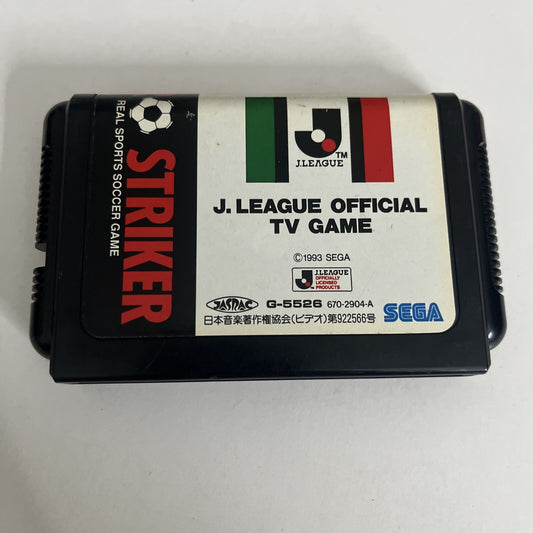 STRIKER
REAL SPORTS SOCCER GAME
J
TM
J.LEAGUE
J. LEAGUE OFFICIAL
TV GAME
©1993 SEGA
J.LEAGUE
OFFICIALLY
LICENSED
PRODUCTS
JASRAC
G-5526 670-2904-A
SEGA
日本音楽著作権協会(ビデオ)第922566号